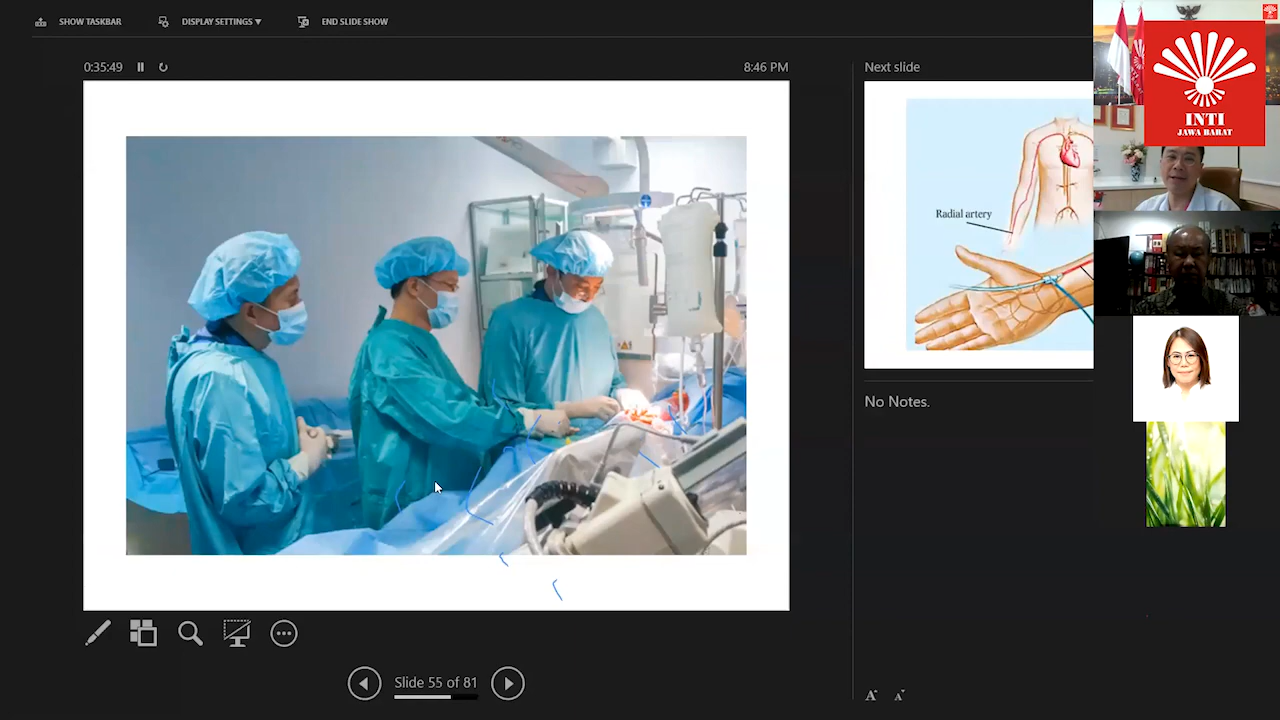 SHOW TASKBAR
DISPLAY SETTINGS ▼
END SLIDE SHOW
0:35:49
8:46 PM
Next slide
Radial artery
No Notes.
Slide 55 of 81
INTI
JAWA BARAT